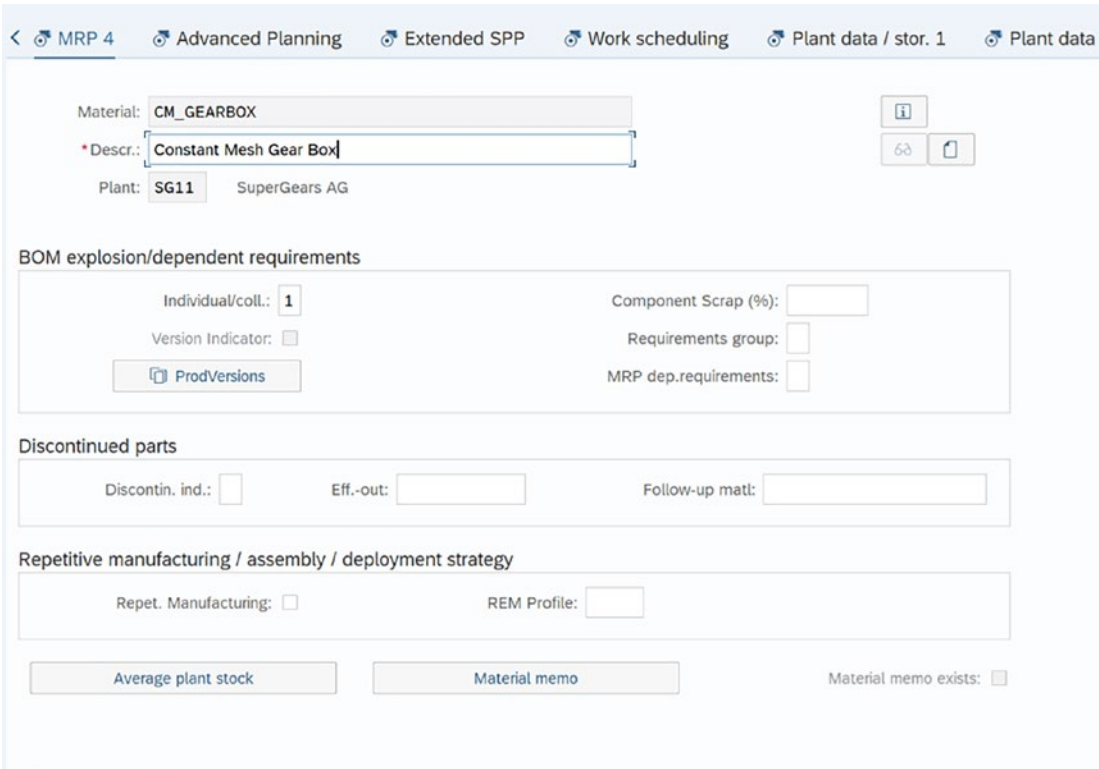 MRP 4 Advanced Planning Extended SPP Work scheduling Plant data / stor. 1 Plant data
Material: CM_GEARBOX
*Descr.: Constant Mesh Gear Box
Plant: SG11 SuperGears AG
BOM explosion/dependent requirements
Individual/coll.: 1 Component Scrap (%):
Version Indicator: Requirements group:
ProdVersions MRP dep.requirements:
Discontinued parts
Discontin. ind.: Eff.-out: Follow-up matl:
Repetitive manufacturing / assembly / deployment strategy
Repet. Manufacturing: REM Profile:
Average plant stock Material memo Material memo exists: